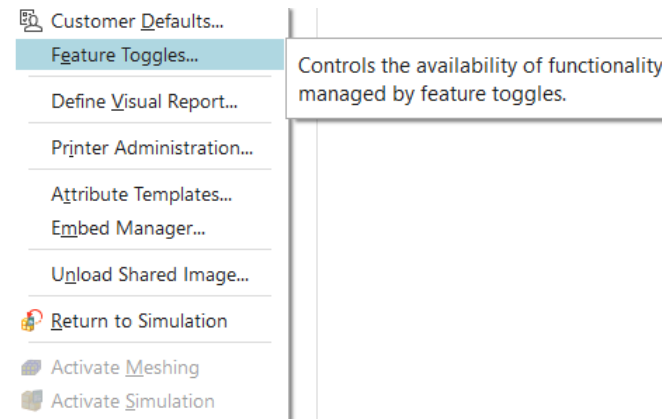 Customer Defaults...
Feature Toggles...
Controls the availability of functionality
managed by feature toggles.
Define Visual Report...
Printer Administration...
Attribute Templates...
Embed Manager...
Unload Shared Image...
Return to Simulation
Activate Meshing
Activate Simulation